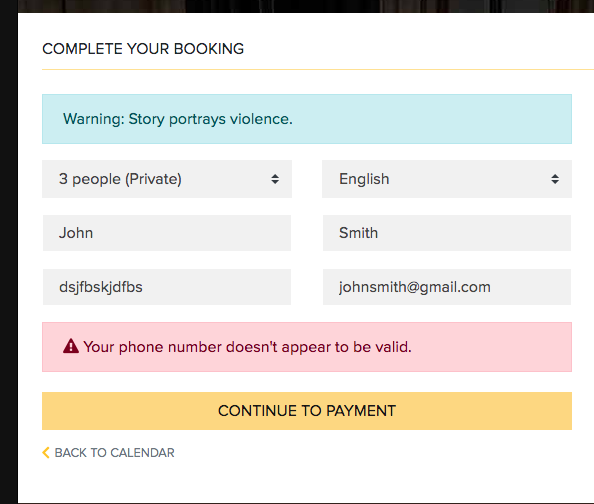 COMPLETE YOUR BOOKING
Warning: Story portrays violence.
3 people (Private)
English
John
Smith
dsjfbskjdfbs
johnsmith@gmail.com
Your phone number doesn't appear to be valid.
CONTINUE TO PAYMENT
BACK TO CALENDAR